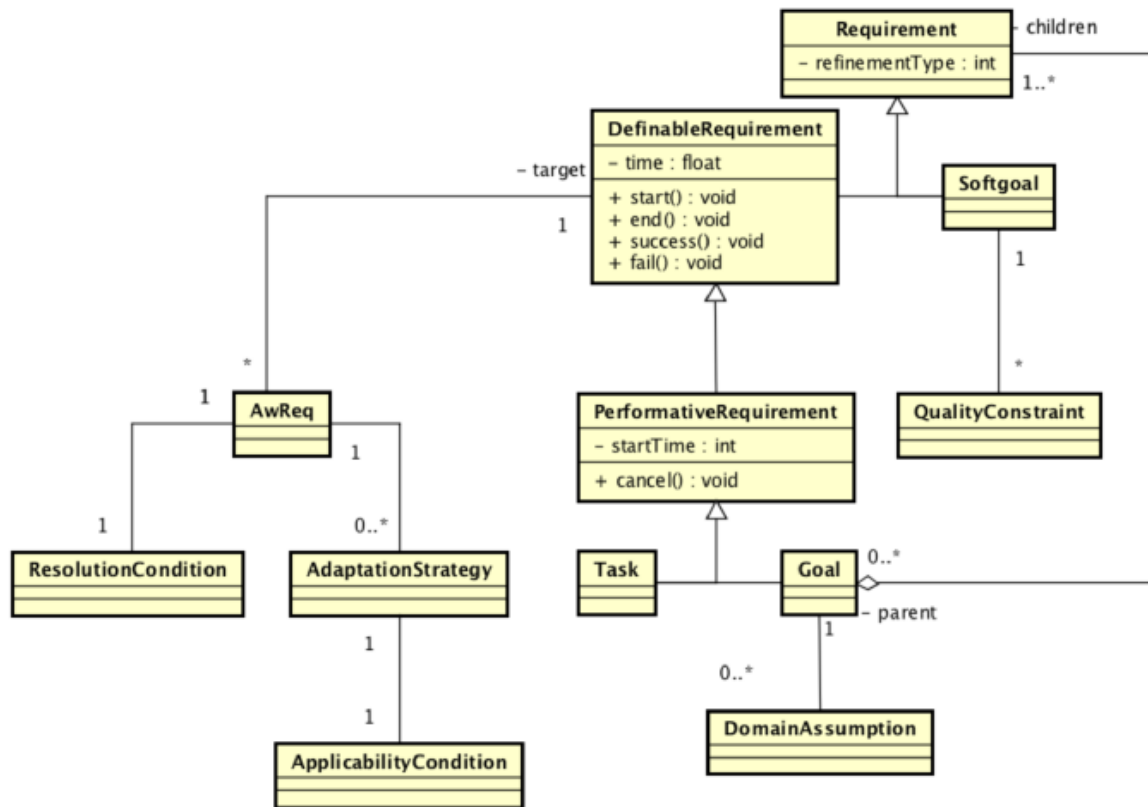 Requirement
- refinementType : int
- children
1..*
DefinableRequirement
- time : float
+ start() : void
+ end() : void
+ success() : void
+ fail() : void
- target
1
Softgoal
1
*
QualityConstraint
*
AwReq
1
1
1
ResolutionCondition
0..*
AdaptationStrategy
1
1
ApplicabilityCondition
PerformativeRequirement
- startTime : int
+ cancel() : void
Task
Goal
0..*
- parent
1
0..*
DomainAssumption